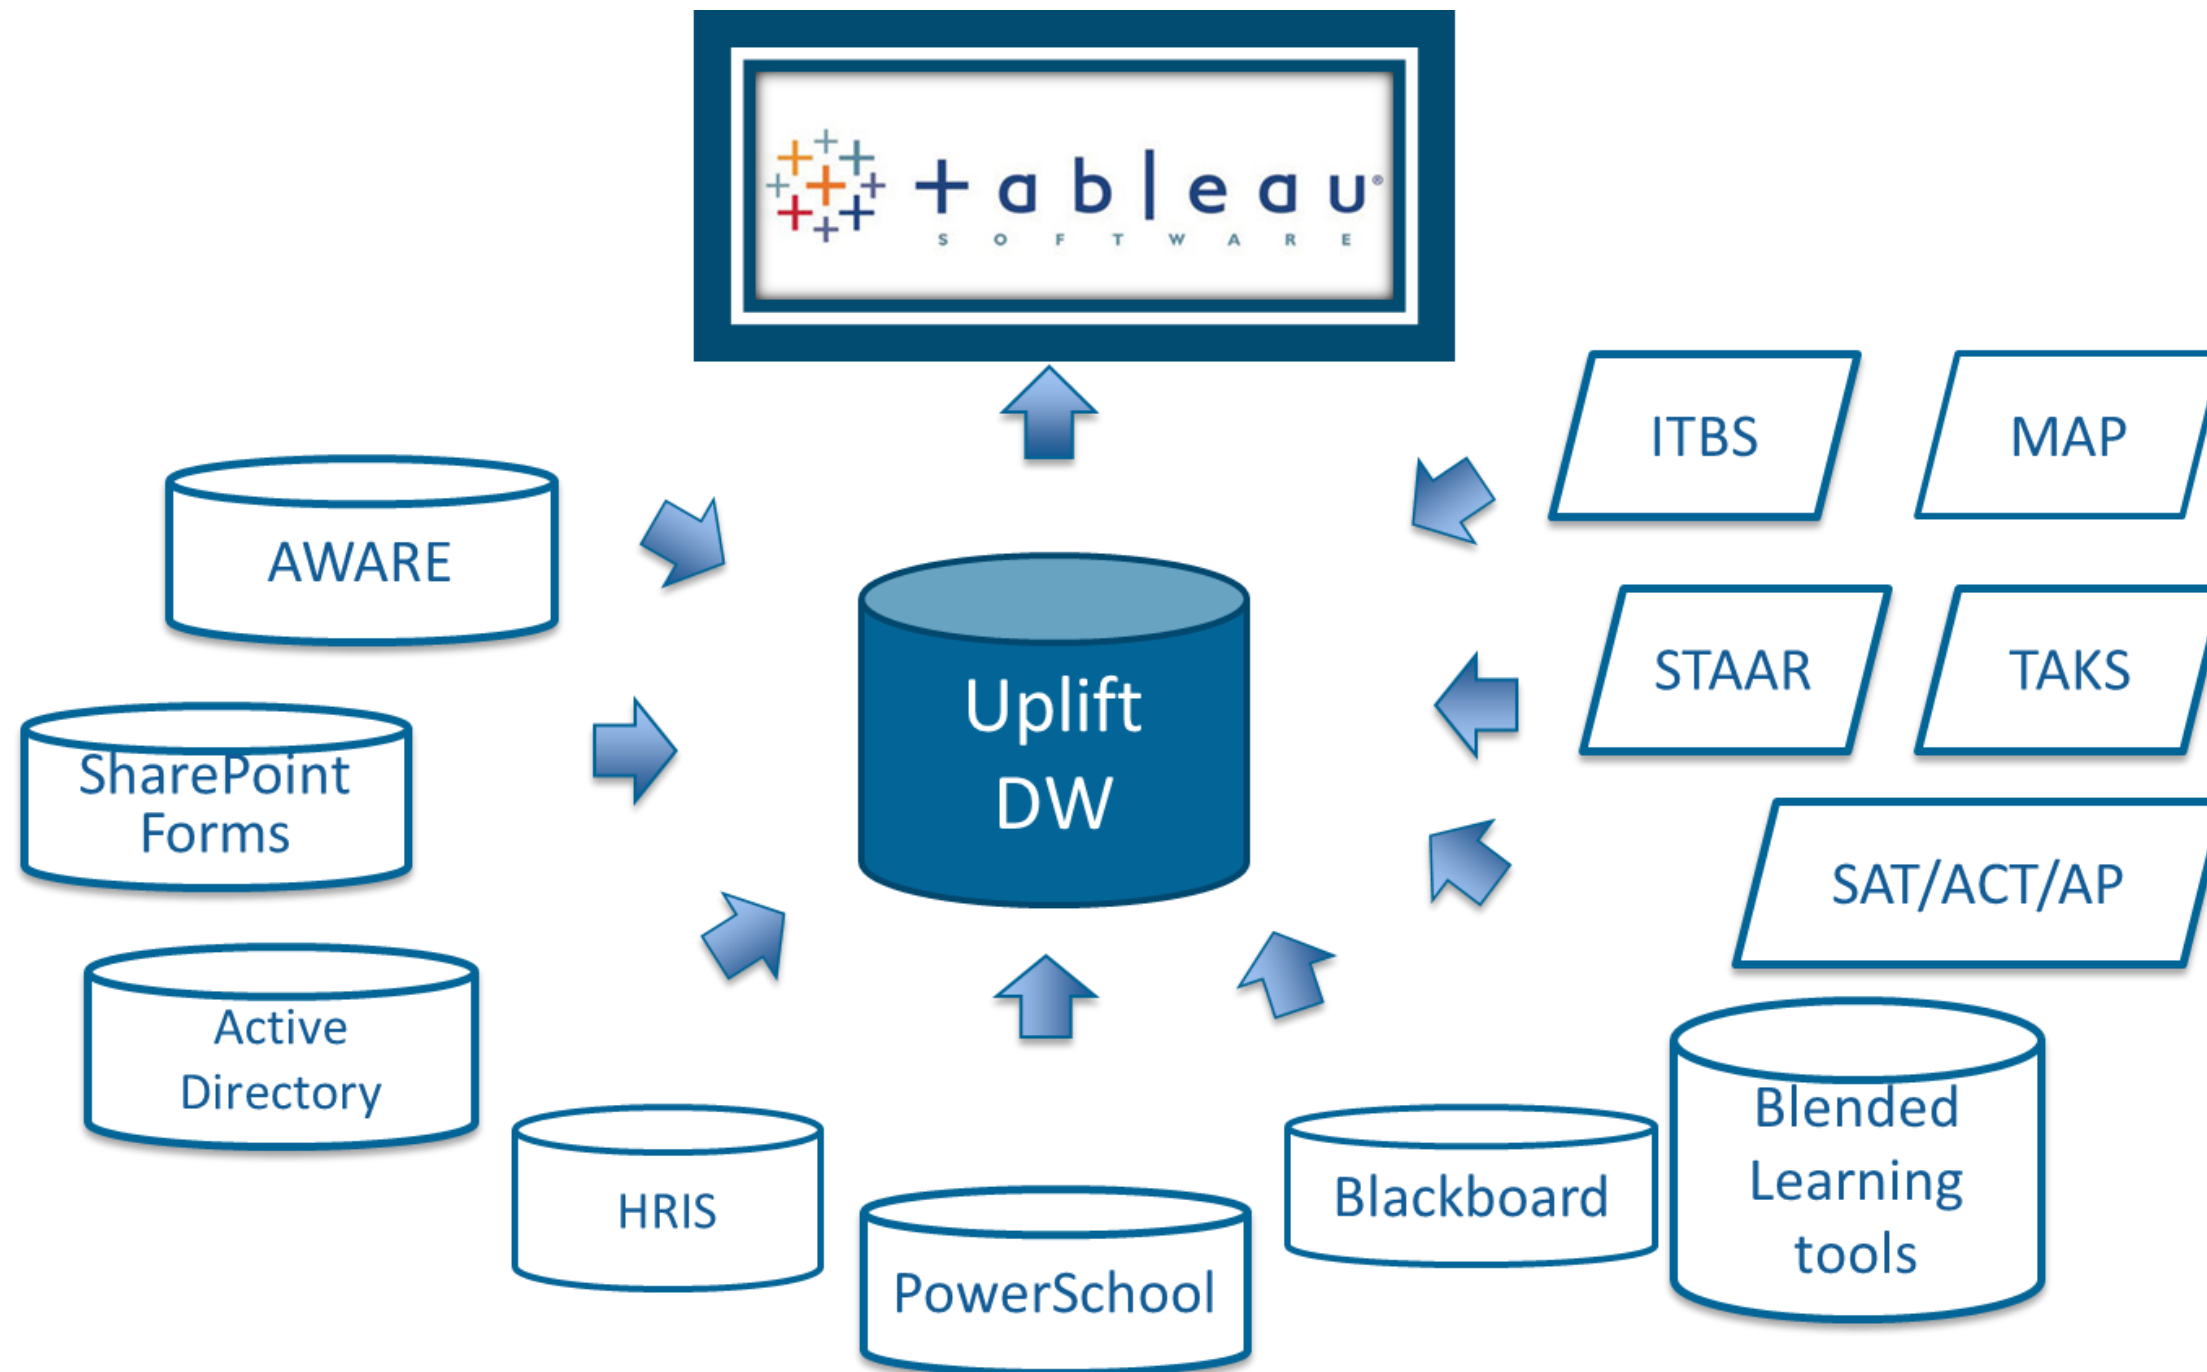 tableau®
SOFTWARE
ITBS
MAP
AWARE
STAAR
TAKS
Uplift
DW
SharePoint
Forms
SAT/ACT/AP
Active
Directory
HRIS
PowerSchool
Blackboard
Blended
Learning
tools